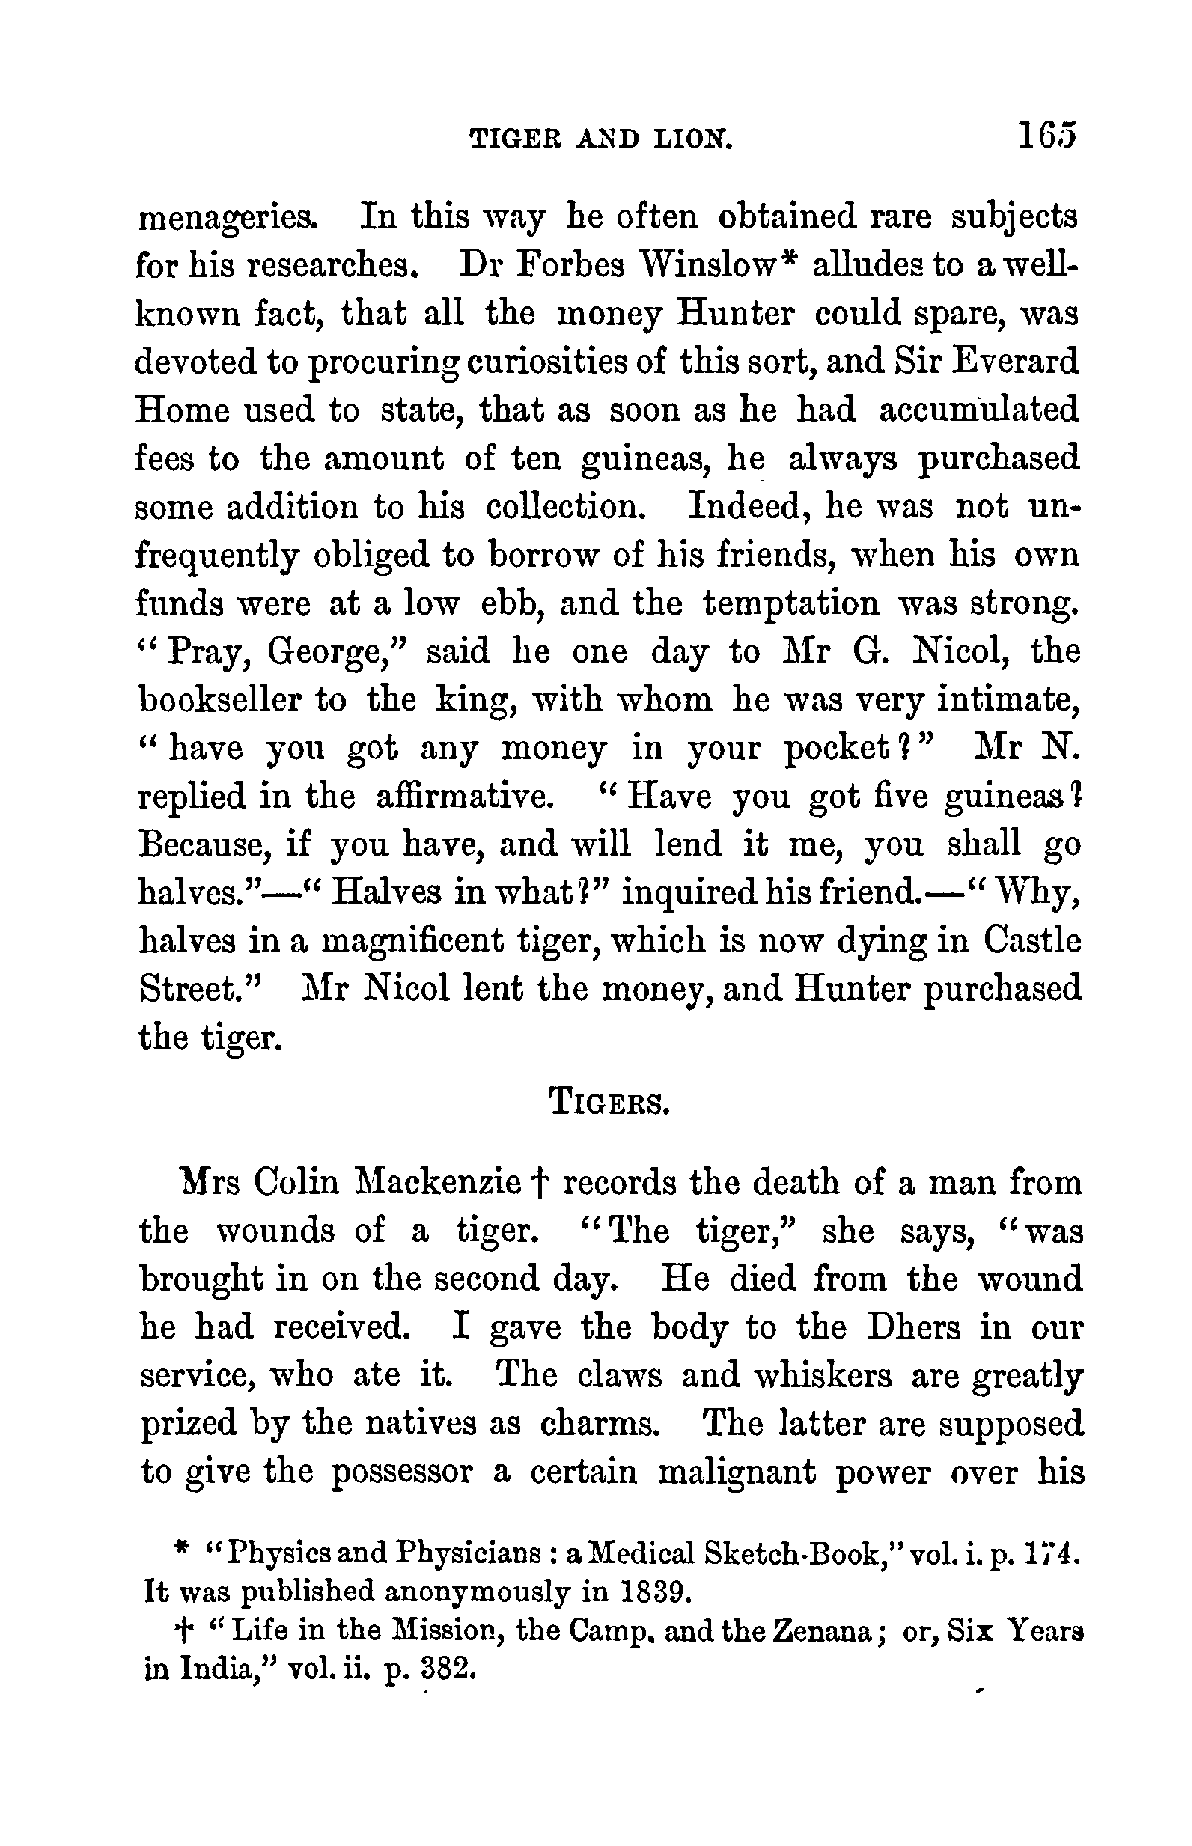 TIGER AND LION. 165
menageries. In this way he often obtained rare subjects
for his researches. Dr Forbes Winslow* alludes to a well-
known fact, that all the money Hunter could spare, was
devoted to procuring curiosities of this sort, and Sir Everard
Home used to state, that as soon as he had accumulated
fees to the amount of ten guineas, he always purchased
some addition to his collection. Indeed, he was not un-
frequently obliged to borrow of his friends, when his own
funds were at a low ebb, and the temptation was strong.
“ Pray, George,” said he one day to Mr G. Nicol, the
bookseller to the king, with whom he was very intimate,
“ have you got any money in your pocket?” Mr N.
replied in the affirmative. “ Have you got five guineas?
Because, if you have, and will lend it me, you shall go
halves.”—“ Halves in what?” inquired his friend.—“ Why,
halves in a magnificent tiger, which is now dying in Castle
Street.” Mr Nicol lent the money, and Hunter purchased
the tiger.
TIGERS.
Mrs Colin Mackenzie † records the death of a man from
the wounds of a tiger. “The tiger,” she says, “was
brought in on the second day. He died from the wound
he had received. I gave the body to the Dhers in our
service, who ate it. The claws and whiskers are greatly
prized by the natives as charms. The latter are supposed
to give the possessor a certain malignant power over his
* “Physics and Physicians : a Medical Sketch-Book,” vol. i. p. 174.
It was published anonymously in 1839.
† “ Life in the Mission, the Camp. and the Zenana; or, Six Years
in India,” vol. ii. p. 382.